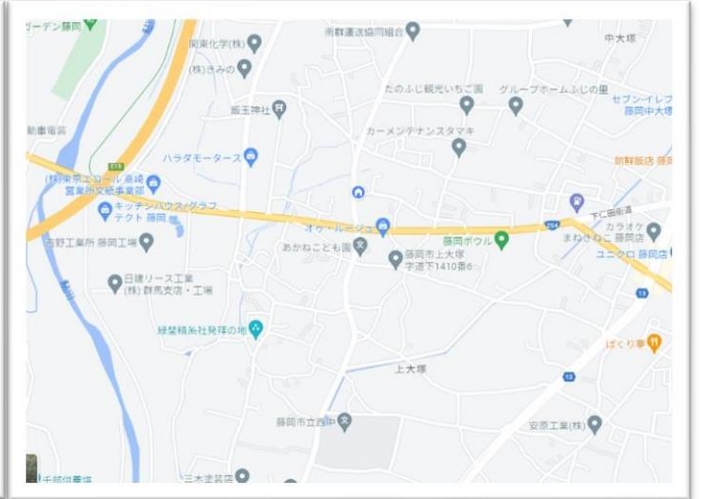 ガーデン藤岡
関東化学(株)
(株)きみの
南群運送協同組合
中大塚
たのふじ観光いちご園
グループホームふじの里
飯玉神社
セブン-イレブ
藤岡中大塚
カーメンテナンスタマキ
ハラダモータース
朝鮮飯店 藤岡
営業所
キッチンハウス/グラフ
テクト 藤岡
オゥ・ルージュ
254
下仁田街道
カラオケ
まねきねこ 藤岡店
吉野工業所 藤岡工場
あかねこども園
藤岡ボウル
ユニクロ 藤岡店
藤岡市上大塚
字道下1410番6
日建リース工業
(株) 群馬支店・工場
13
緑埜精糸社発祥の地
ばくり亭
上大塚
13
藤岡市立西中
安原工業(株)
三木塗装店